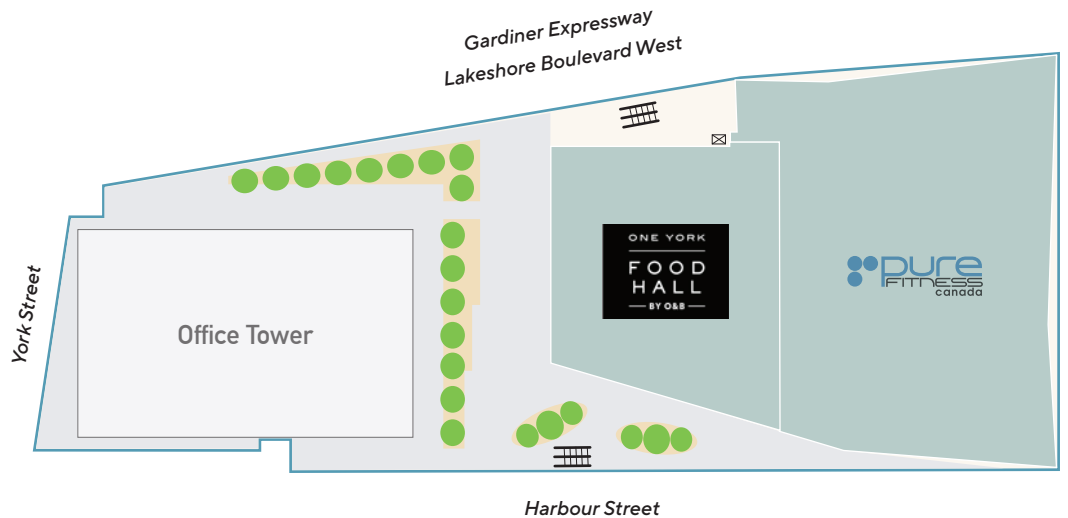 Gardiner Expressway
Lakeshore Boulevard West
York Street
Office Tower
ONE YORK
FOOD
HALL
BY O&B
pure
FITNESS
canada
Harbour Street